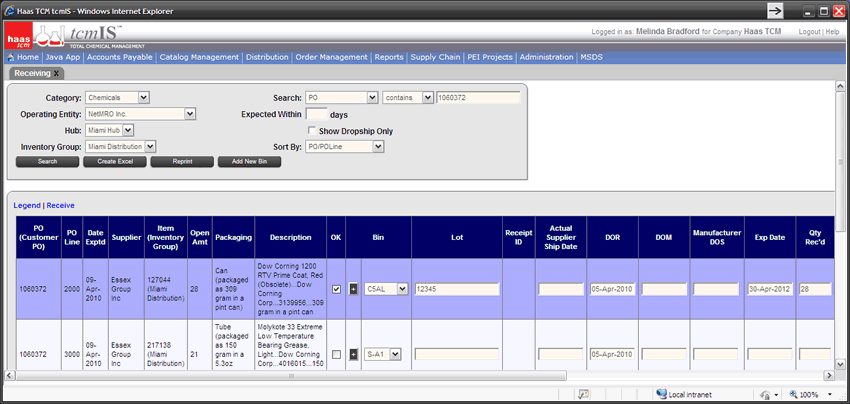 Haas TCM tcmIS - Windows Internet Explorer
haas tcm
tcmIS™
TOTAL CHEMICAL MANAGEMENT
Logged in as: Melinda Bradford for Company Haas TCM Logout | Help
Home | Java App | Accounts Payable | Catalog Management | Distribution | Order Management | Reports | Supply Chain | PEI Projects | Administration | MSDS
Receiving X
Category: Chemicals Search: PO contains 1060372
Operating Entity: NetMRO Inc. Expected Within days
Hub: Miami Hub Show Dropship Only
Inventory Group: Miami Distribution Sort By: PO/POLine
Search Create Excel Reprint Add New Bin
Legend | Receive
PO (Customer PO) PO Line Date Exptd Supplier Item (Inventory Group) Open Amt Packaging Description OK Bin Lot Receipt ID Actual Supplier Ship Date DOR DOM Manufacturer DOS Exp Date Qty Rec'd
1060372 2000 09-Apr-2010 Essex Group Inc 127044 (Miami Distribution) 28 Can (packaged as 309 gram in a pint can) Dow Corning 1200 RTV Prime Coat, Red (Obsolete)...Dow Corning Corp...3139956...309 gram in a pint can + C5AL 12345 05-Apr-2010 30-Apr-2012 28
1060372 3000 09-Apr-2010 Essex Group Inc 217138 (Miami Distribution) 21 Tube (packaged as 150 gram in a 5.3oz Molykote 33 Extreme Low Temperature Bearing Grease, Light...Dow Corning Corp...4016015...150 + S-A1 05-Apr-2010
Local intranet 100%